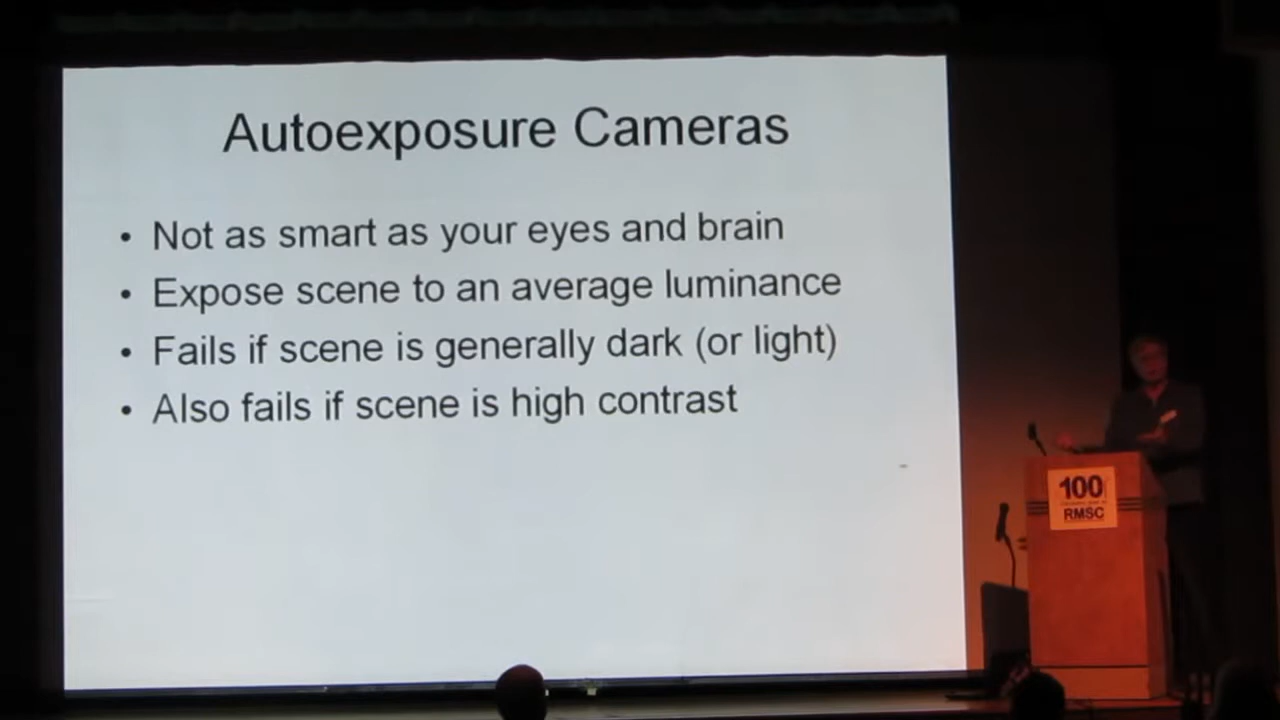 Autoexposure Cameras
• Not as smart as your eyes and brain
• Expose scene to an average luminance
• Fails if scene is generally dark (or light)
• Also fails if scene is high contrast
100
RMSC